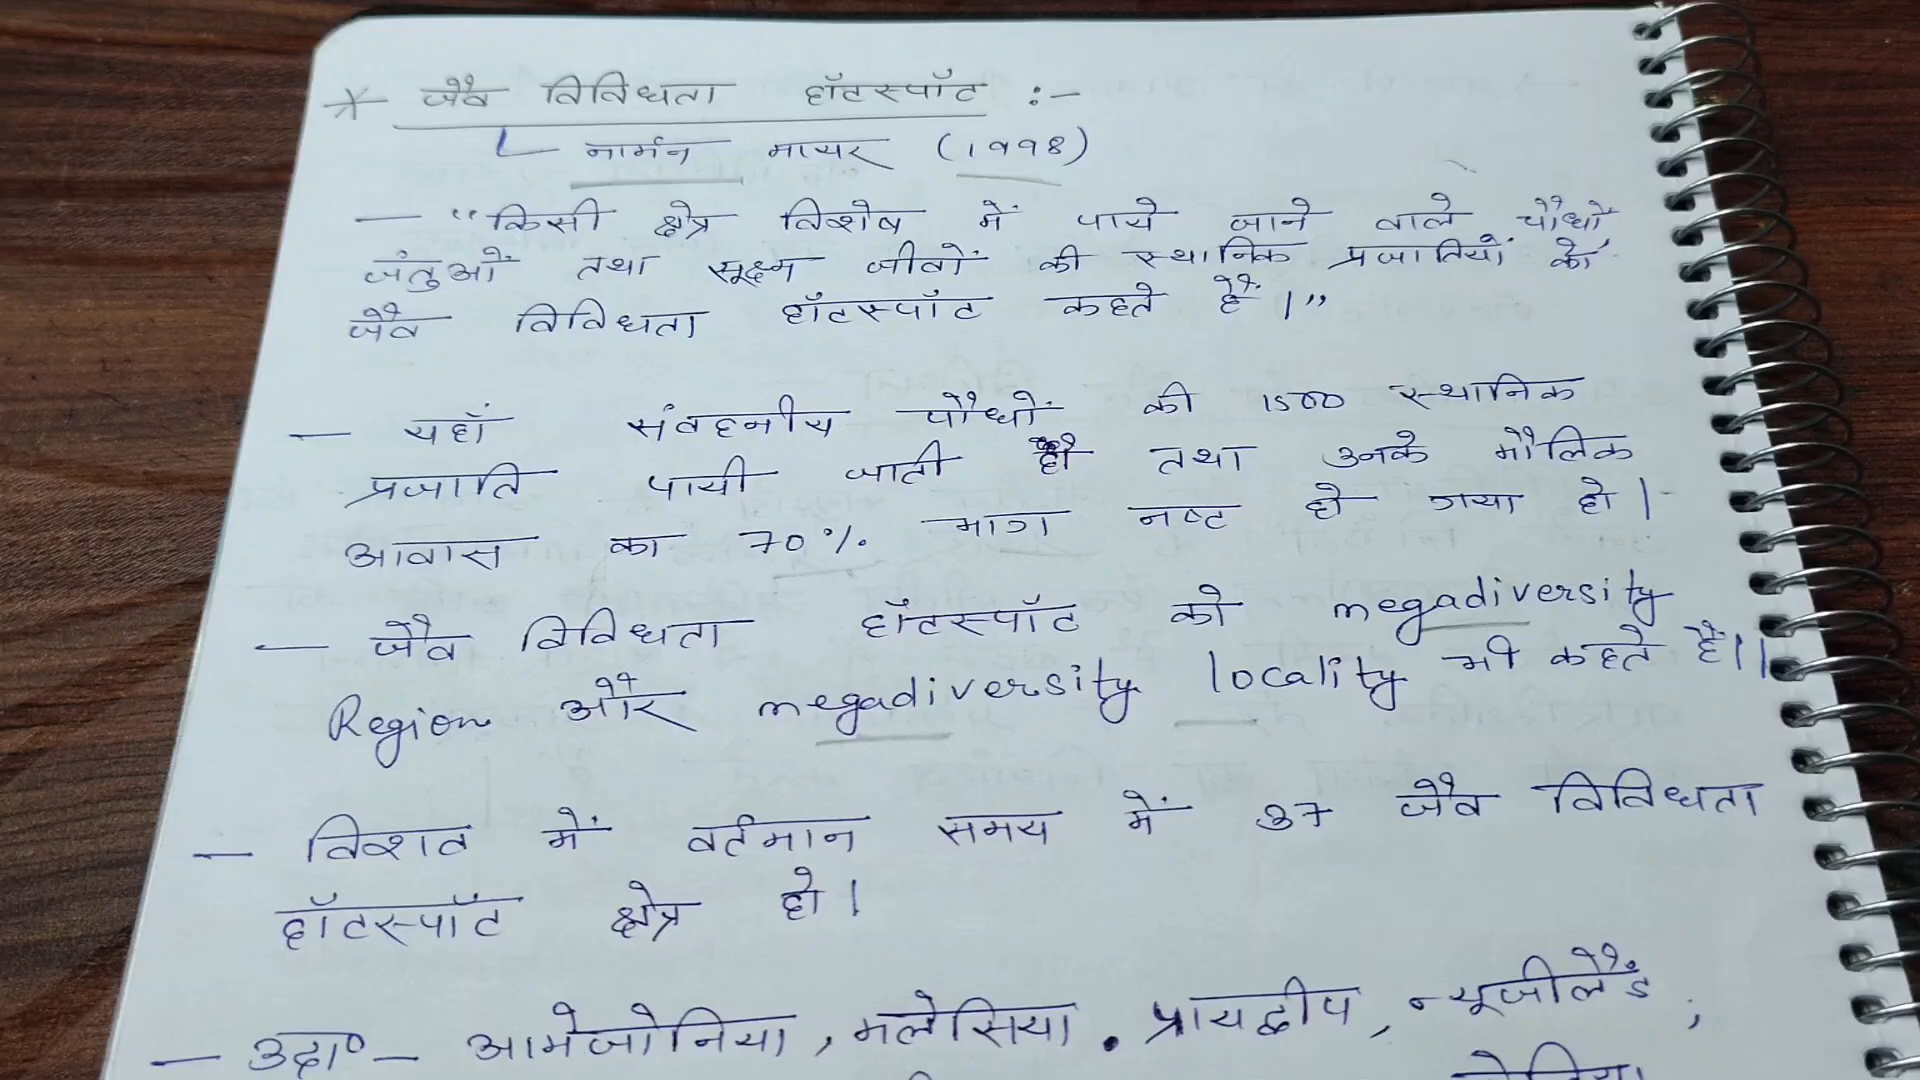 * जैव विविधता हॉटस्पॉट :-
नार्मन मायर (1998)
— "किसी क्षेत्र विशेष में पाये जाने वाले पौधों
जंतुओं तथा सूक्ष्म जीवों की स्थानिक प्रजातियों को
जैव विविधता हॉटस्पॉट कहते हैं ।"
— यहाँ संवहनीय पौधों की 1500 स्थानिक
प्रजाति पायी जाती हो तथा उनके मौलिक
आवास का 70% भाग नष्ट हो गया हो ।
— जैव विविधता हॉटस्पॉट को megadiversity
Region और megadiversity locality भी कहते हैं ।।
— विश्व में वर्तमान समय में 37 जैव विविधता
हॉटस्पॉट क्षेत्र हो ।
— उदा० — आमेजोनिया, मलेसिया . प्रायद्वीप, न्यूजीलैंड,